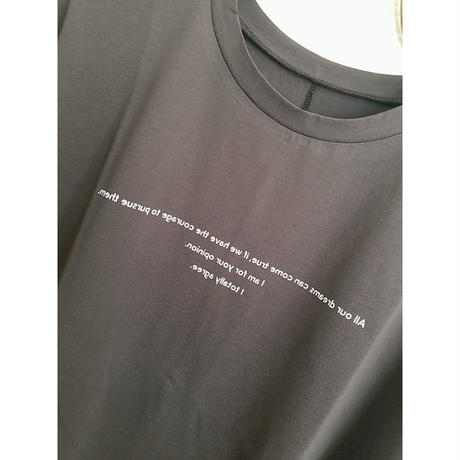 All our dreams can come true, if we have the courage to pursue them.
I am for your opinion.
I totally agree.